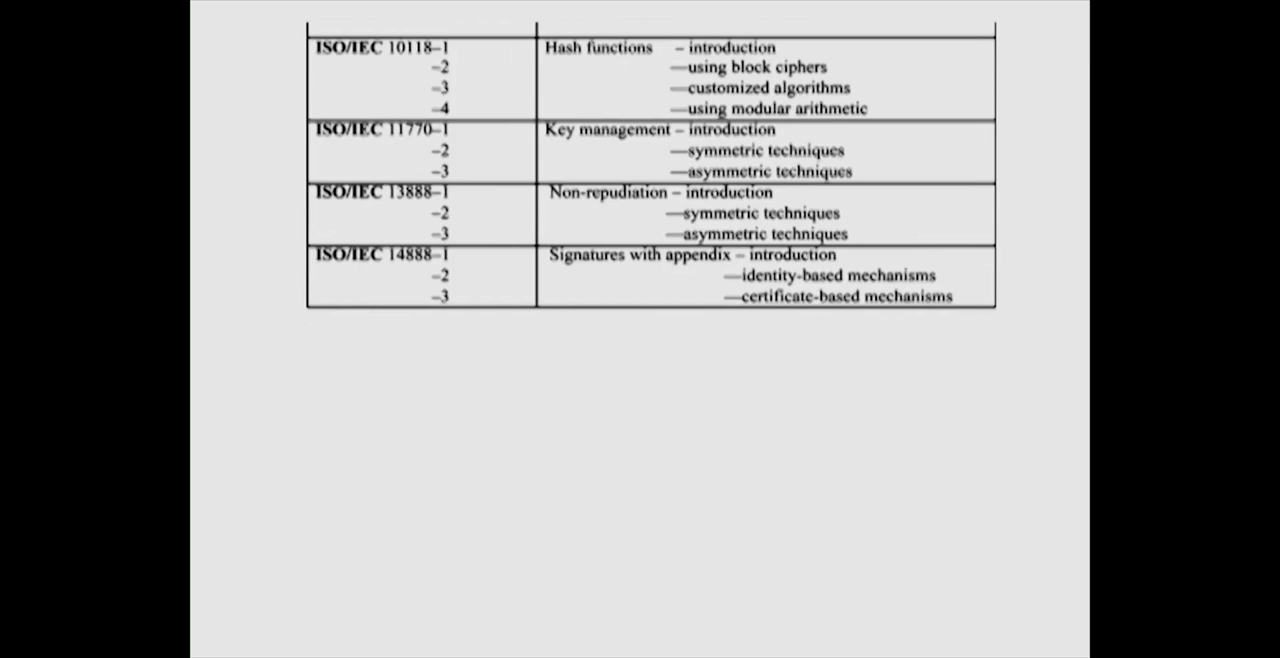 ISO/IEC 10118–1 Hash functions – introduction
–2 —using block ciphers
–3 —customized algorithms
–4 —using modular arithmetic
ISO/IEC 11770–1 Key management – introduction
–2 —symmetric techniques
–3 —asymmetric techniques
ISO/IEC 13888–1 Non-repudiation – introduction
–2 —symmetric techniques
–3 —asymmetric techniques
ISO/IEC 14888–1 Signatures with appendix – introduction
–2 —identity-based mechanisms
–3 —certificate-based mechanisms